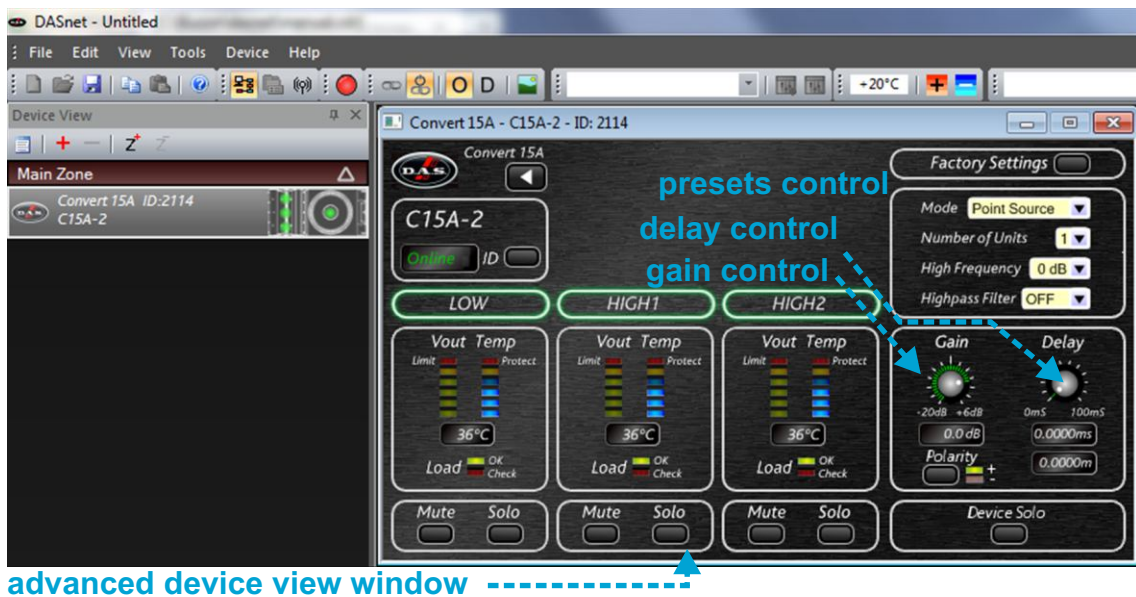 DASnet - Untitled
File Edit View Tools Device Help
O D +20°C
Device View
Z+ Z-
Main Zone
Convert 15A ID:2114
C15A-2
DAS
Convert 15A - C15A-2 - ID: 2114
DAS
Convert 15A
C15A-2
Online ID
presets control
delay control
gain control
Factory Settings
Mode Point Source
Number of Units 1
High Frequency 0 dB
Highpass Filter OFF
LOW HIGH1 HIGH2
Vout Temp
Limit Protect
36°C
Load OK
Check
Vout Temp
Limit Protect
36°C
Load OK
Check
Vout Temp
Limit Protect
36°C
Load OK
Check
Gain Delay
-20dB +6dB 0mS 100mS
0.0 dB 0.0000ms
Polarity + - 0.0000m
Mute Solo
Mute Solo
Mute Solo
Device Solo
advanced device view window